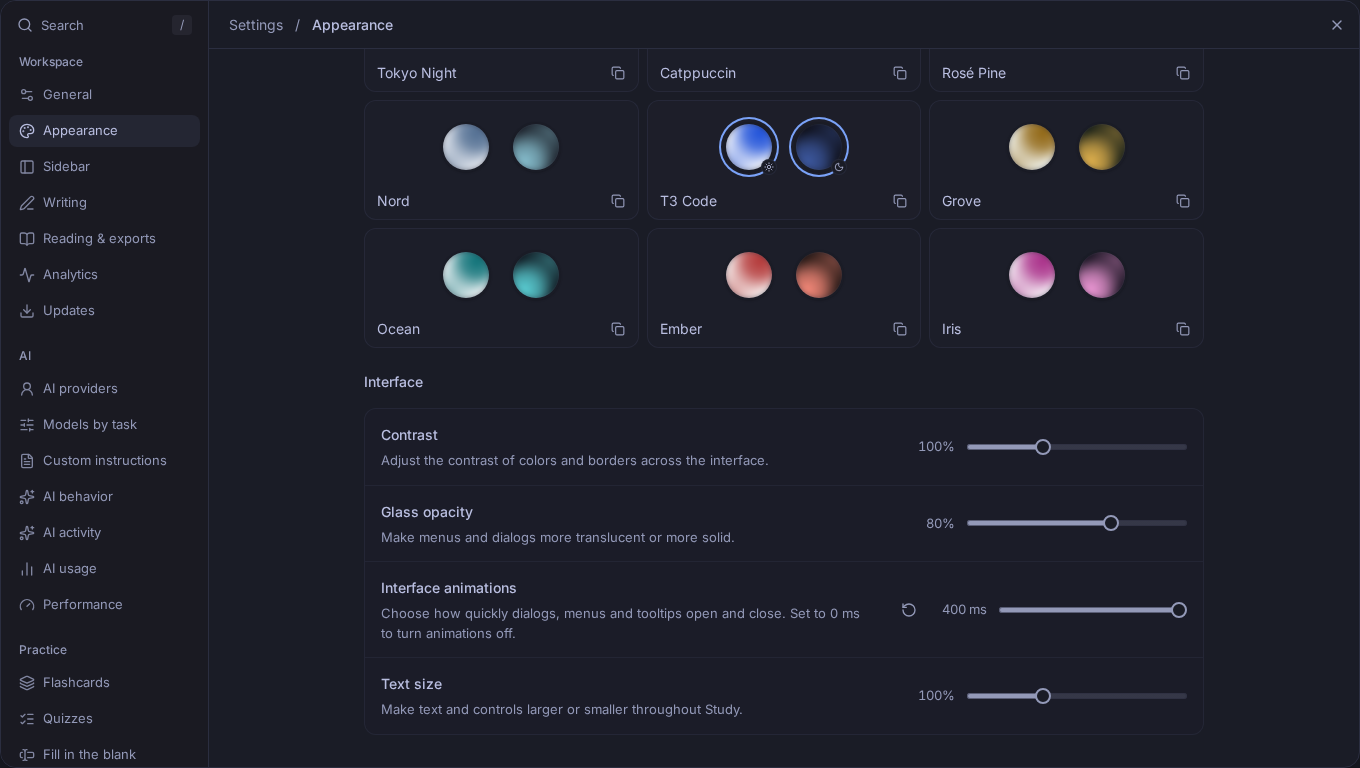 Search
/
Settings / Appearance
Workspace
General
Appearance
Sidebar
Writing
Reading & exports
Analytics
Updates
AI
AI providers
Models by task
Custom instructions
AI behavior
AI activity
AI usage
Performance
Practice
Flashcards
Quizzes
Fill in the blank
Tokyo Night
Catppuccin
Rosé Pine
Nord
T3 Code
Grove
Ocean
Ember
Iris
Interface
Contrast
Adjust the contrast of colors and borders across the interface.
100%
Glass opacity
Make menus and dialogs more translucent or more solid.
80%
Interface animations
Choose how quickly dialogs, menus and tooltips open and close. Set to 0 ms
to turn animations off.
400 ms
Text size
Make text and controls larger or smaller throughout Study.
100%